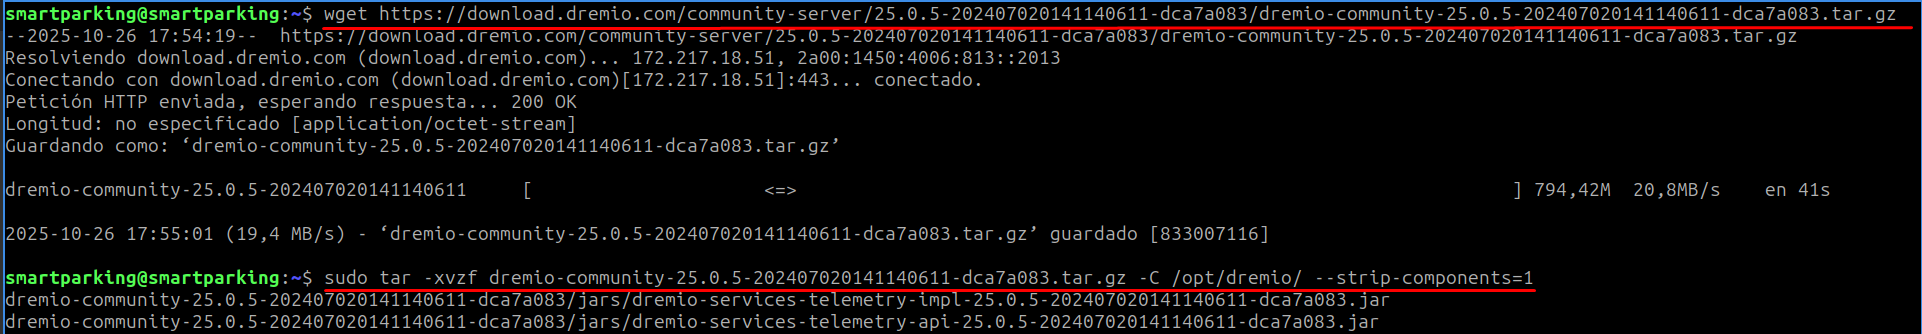 smartparking@smartparking:~$ wget https://download.dremio.com/community-server/25.0.5-202407020141140611-dca7a083/dremio-community-25.0.5-202407020141140611-dca7a083.tar.gz
--2025-10-26 17:54:19--  https://download.dremio.com/community-server/25.0.5-202407020141140611-dca7a083/dremio-community-25.0.5-202407020141140611-dca7a083.tar.gz
Resolviendo download.dremio.com (download.dremio.com)... 172.217.18.51, 2a00:1450:4006:813::2013
Conectando con download.dremio.com (download.dremio.com)[172.217.18.51]:443... conectado.
Petición HTTP enviada, esperando respuesta... 200 OK
Longitud: no especificado [application/octet-stream]
Guardando como: ‘dremio-community-25.0.5-202407020141140611-dca7a083.tar.gz’
dremio-community-25.0.5-202407020141140611     [                      <=>                                                                  ] 794,42M  20,8MB/s    en 41s
2025-10-26 17:55:01 (19,4 MB/s) - ‘dremio-community-25.0.5-202407020141140611-dca7a083.tar.gz’ guardado [833007116]
smartparking@smartparking:~$ sudo tar -xvzf dremio-community-25.0.5-202407020141140611-dca7a083.tar.gz -C /opt/dremio/ --strip-components=1
dremio-community-25.0.5-202407020141140611-dca7a083/jars/dremio-services-telemetry-impl-25.0.5-202407020141140611-dca7a083.jar
dremio-community-25.0.5-202407020141140611-dca7a083/jars/dremio-services-telemetry-api-25.0.5-202407020141140611-dca7a083.jar